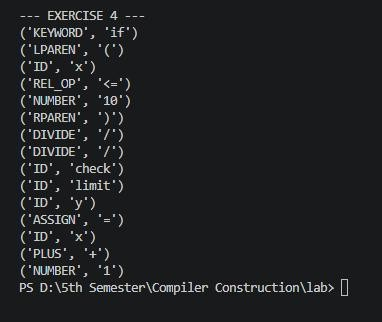 --- EXERCISE 4 ---
('KEYWORD', 'if')
('LPAREN', '(')
('ID', 'x')
('REL_OP', '<=')
('NUMBER', '10')
('RPAREN', ')')
('DIVIDE', '/')
('DIVIDE', '/')
('ID', 'check')
('ID', 'limit')
('ID', 'y')
('ASSIGN', '=')
('ID', 'x')
('PLUS', '+')
('NUMBER', '1')
PS D:\5th Semester\Compiler Construction\lab>